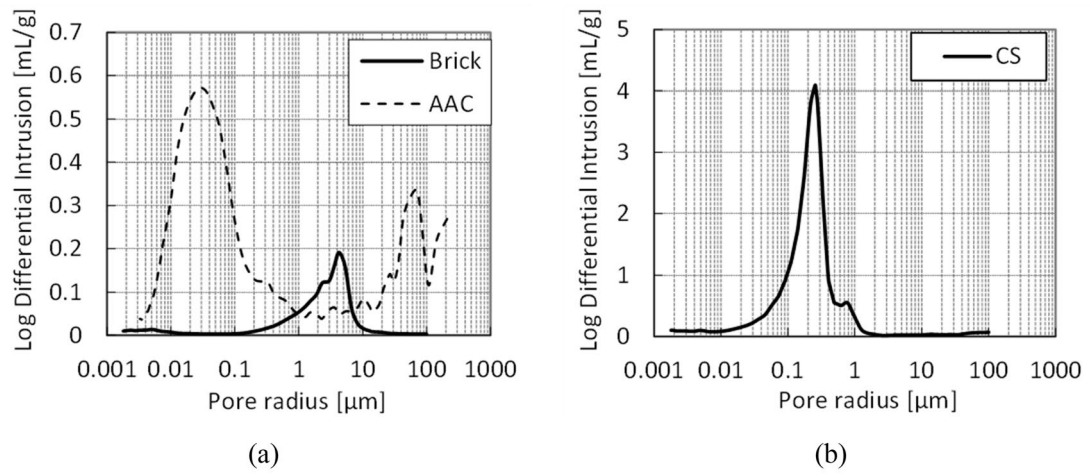 Log Differential Intrusion [mL/g]
0.7
0.6
0.5
0.4
0.3
0.2
0.1
0
Brick
AAC
0.001 0.01 0.1 1 10 100 1000
Pore radius [µm]
(a)
Log Differential Intrusion [mL/g]
5
4
3
2
1
0
CS
0.001 0.01 0.1 1 10 100 1000
Pore radius [µm]
(b)